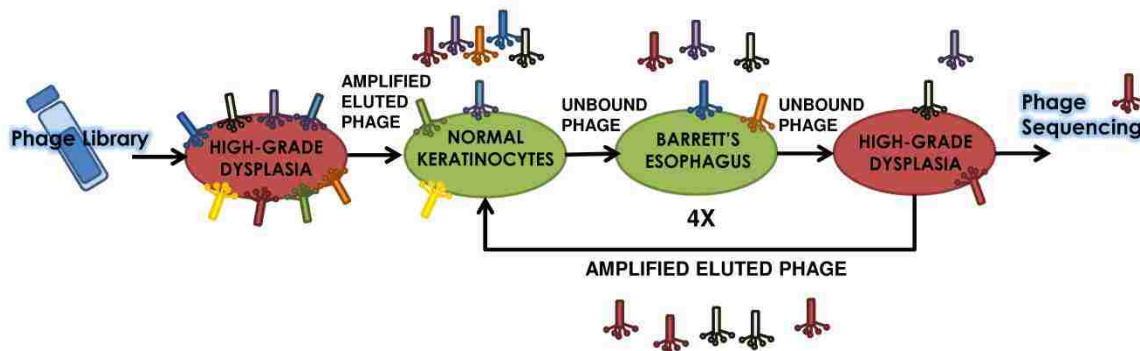 Phage Library
HIGH-GRADE
DYSPLASIA
AMPLIFIED
ELUTED
PHAGE
NORMAL
KERATINOCYTES
UNBOUND
PHAGE
BARRETT'S
ESOPHAGUS
UNBOUND
PHAGE
HIGH-GRADE
DYSPLASIA
Phage
Sequencing
4X
AMPLIFIED ELUTED PHAGE